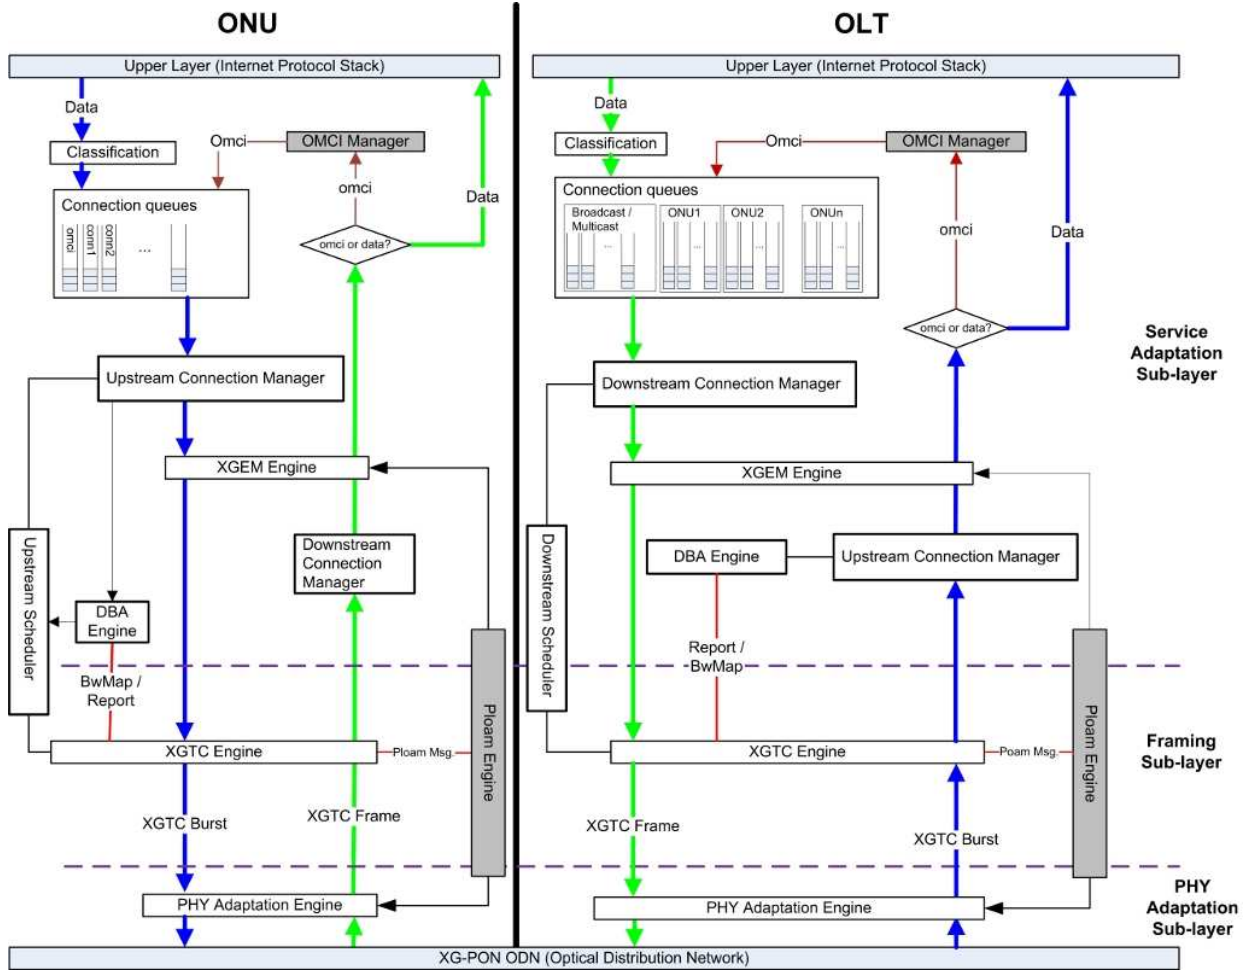 ONU
OLT
Upper Layer (Internet Protocol Stack)
Upper Layer (Internet Protocol Stack)
Data
Classification
Omci
OMCI Manager
omci
Data
Connection queues
omci
conn1
conn2
...
omci or data?
Upstream Connection Manager
XGEM Engine
Upstream Scheduler
DBA
Engine
Downstream
Connection
Manager
BwMap /
Report
XGTC Engine
Ploam Msg.
Ploam Engine
XGTC Burst
XGTC Frame
PHY Adaptation Engine
Data
Classification
Omci
OMCI Manager
omci
Data
Connection queues
Broadcast /
Multicast
...
ONU1
...
ONU2
...
ONUn
...
omci or data?
Downstream Connection Manager
XGEM Engine
Downstream Scheduler
DBA Engine
Upstream Connection Manager
Report /
BwMap
XGTC Engine
Poam Msg.
Ploam Engine
XGTC Frame
XGTC Burst
PHY Adaptation Engine
Service
Adaptation
Sub-layer
Framing
Sub-layer
PHY
Adaptation
Sub-layer
XG-PON ODN (Optical Distribution Network)